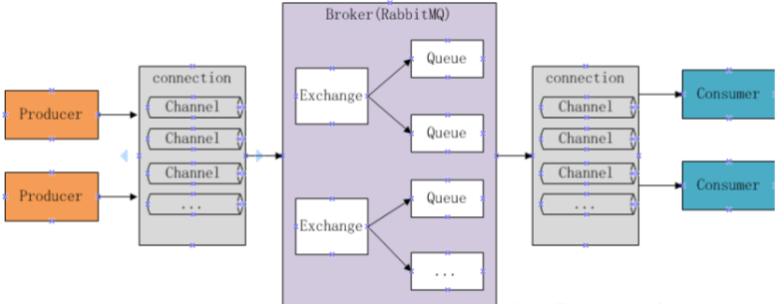 Broker(RabbitMQ)
Producer
Producer
connection
Channel
Channel
Channel
...
Exchange
Queue
Queue
Exchange
Queue
...
connection
Channel
Channel
Channel
...
Consumer
Consumer